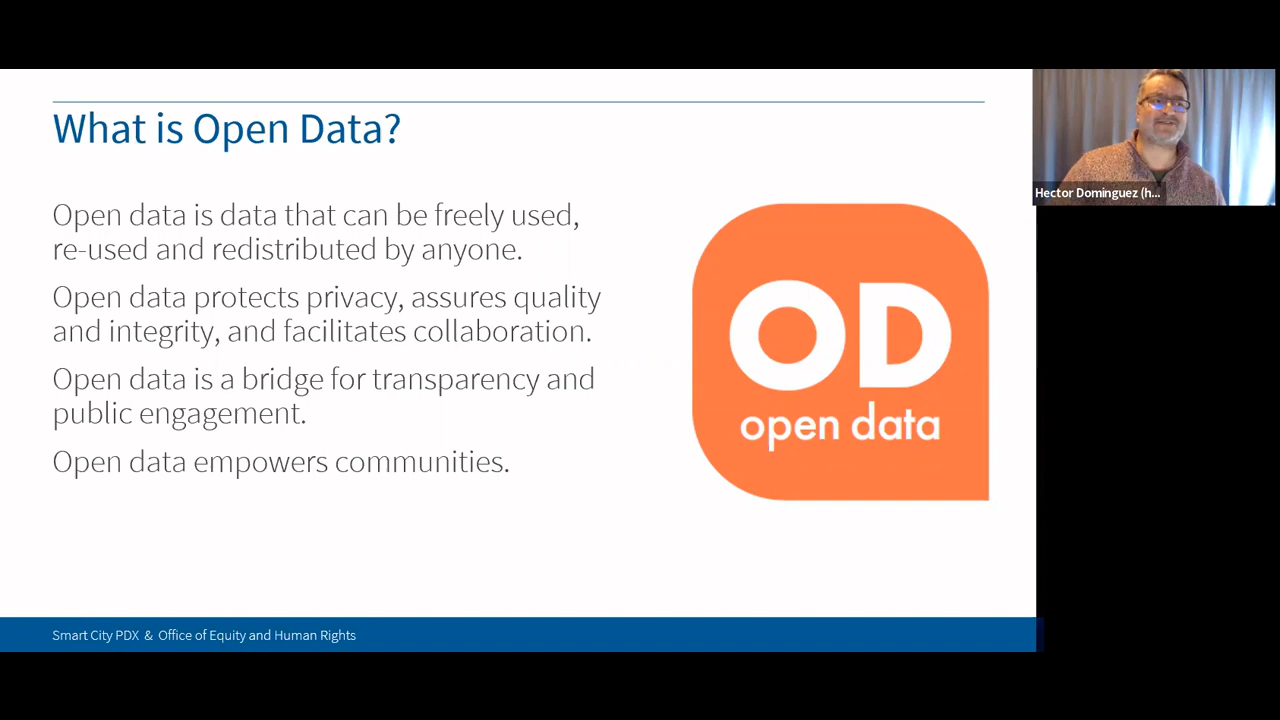 What is Open Data?
Open data is data that can be freely used,
re-used and redistributed by anyone.
Open data protects privacy, assures quality
and integrity, and facilitates collaboration.
Open data is a bridge for transparency and
public engagement.
Open data empowers communities.
OD
open data
Smart City PDX & Office of Equity and Human Rights
Hector Dominguez (h...